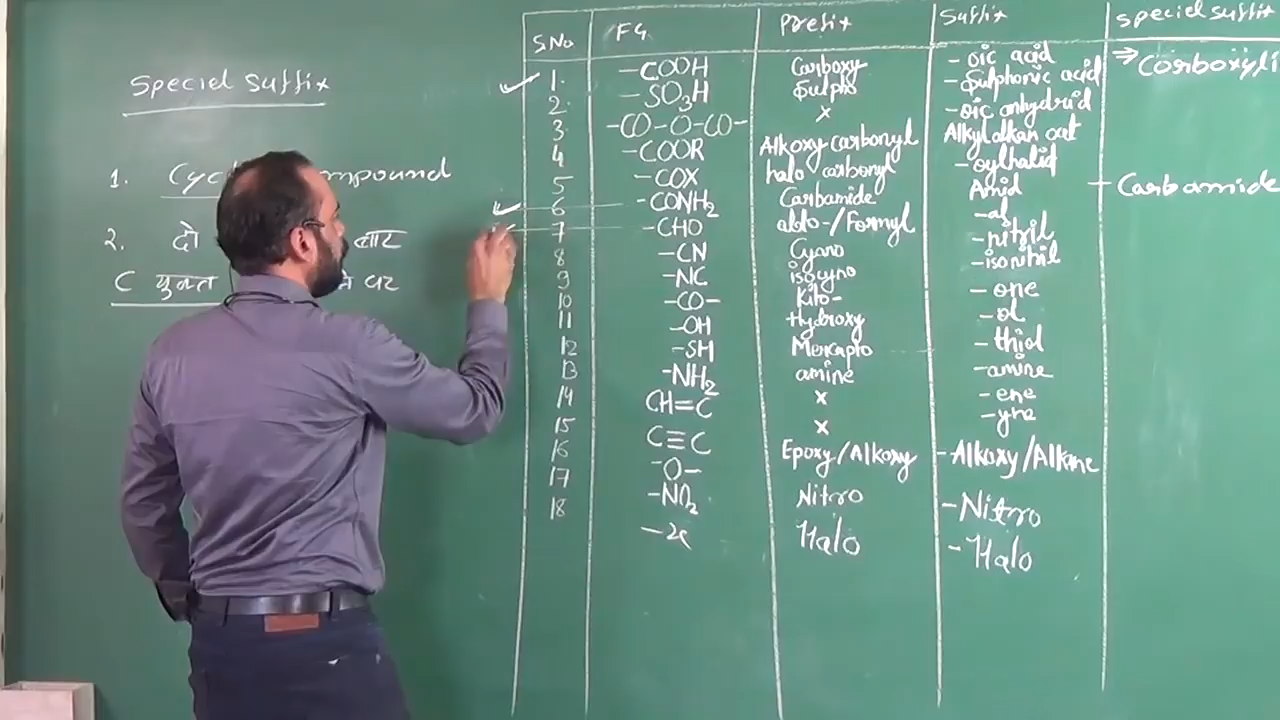 Special Suffix
1. Cyc mpound
2. दो
C युक्त पर
S.No FG Prefix Suffix Special suffix
1. -COOH Carboxy -oic acid ⇒ Corboxyli
2. -SO3H Sulpho -Sulphonic acid
3. -CO-O-CO- x -oic anhydrid
4 -COOR Alkoxy carbonyl Alkylalkan oat
5 -COX halo carbonyl -oylhalid
6 -CONH2 Carbamide Amid - Carbamide
7 -CHO aldo-/Formyl -al
8 -CN Cyano -nitril
9 -NC isocyno -isonitril
10 -CO- Kito- -one
11 -OH Hydroxy -ol
12 -SH Mercapto -thiol
13 -NH2 amine -amine
14 CH=C x -ene
15 C≡C x -yne
16 -O- Epoxy/Alkoxy -Alkoxy/Alkane
17 -NO2 Nitro -Nitro
18 Halo -Halo